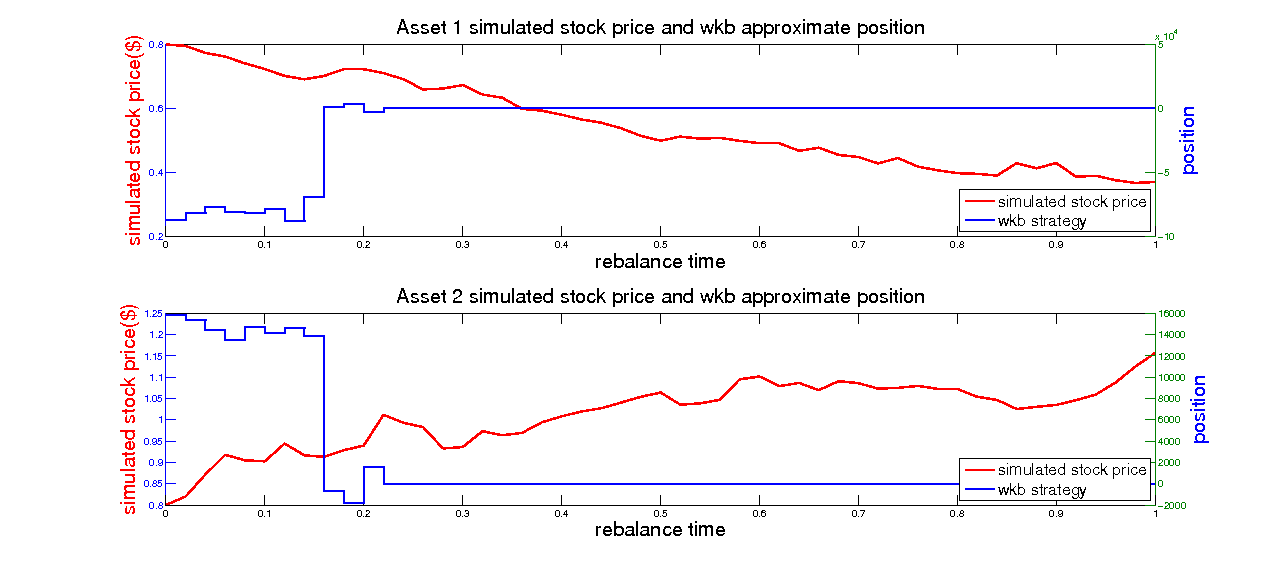 Asset 1 simulated stock price and wkb approximate position
simulated stock price($)
0.8
0.6
0.4
0.2
x 10^4
5
0
-5
-10
position
simulated stock price
wkb strategy
0 0.1 0.2 0.3 0.4 0.5 0.6 0.7 0.8 0.9 1
rebalance time
Asset 2 simulated stock price and wkb approximate position
simulated stock price($)
1.25
1.2
1.15
1.1
1.05
1
0.95
0.9
0.85
0.8
16000
14000
12000
10000
8000
6000
4000
2000
0
-2000
position
simulated stock price
wkb strategy
0 0.1 0.2 0.3 0.4 0.5 0.6 0.7 0.8 0.9 1
rebalance time